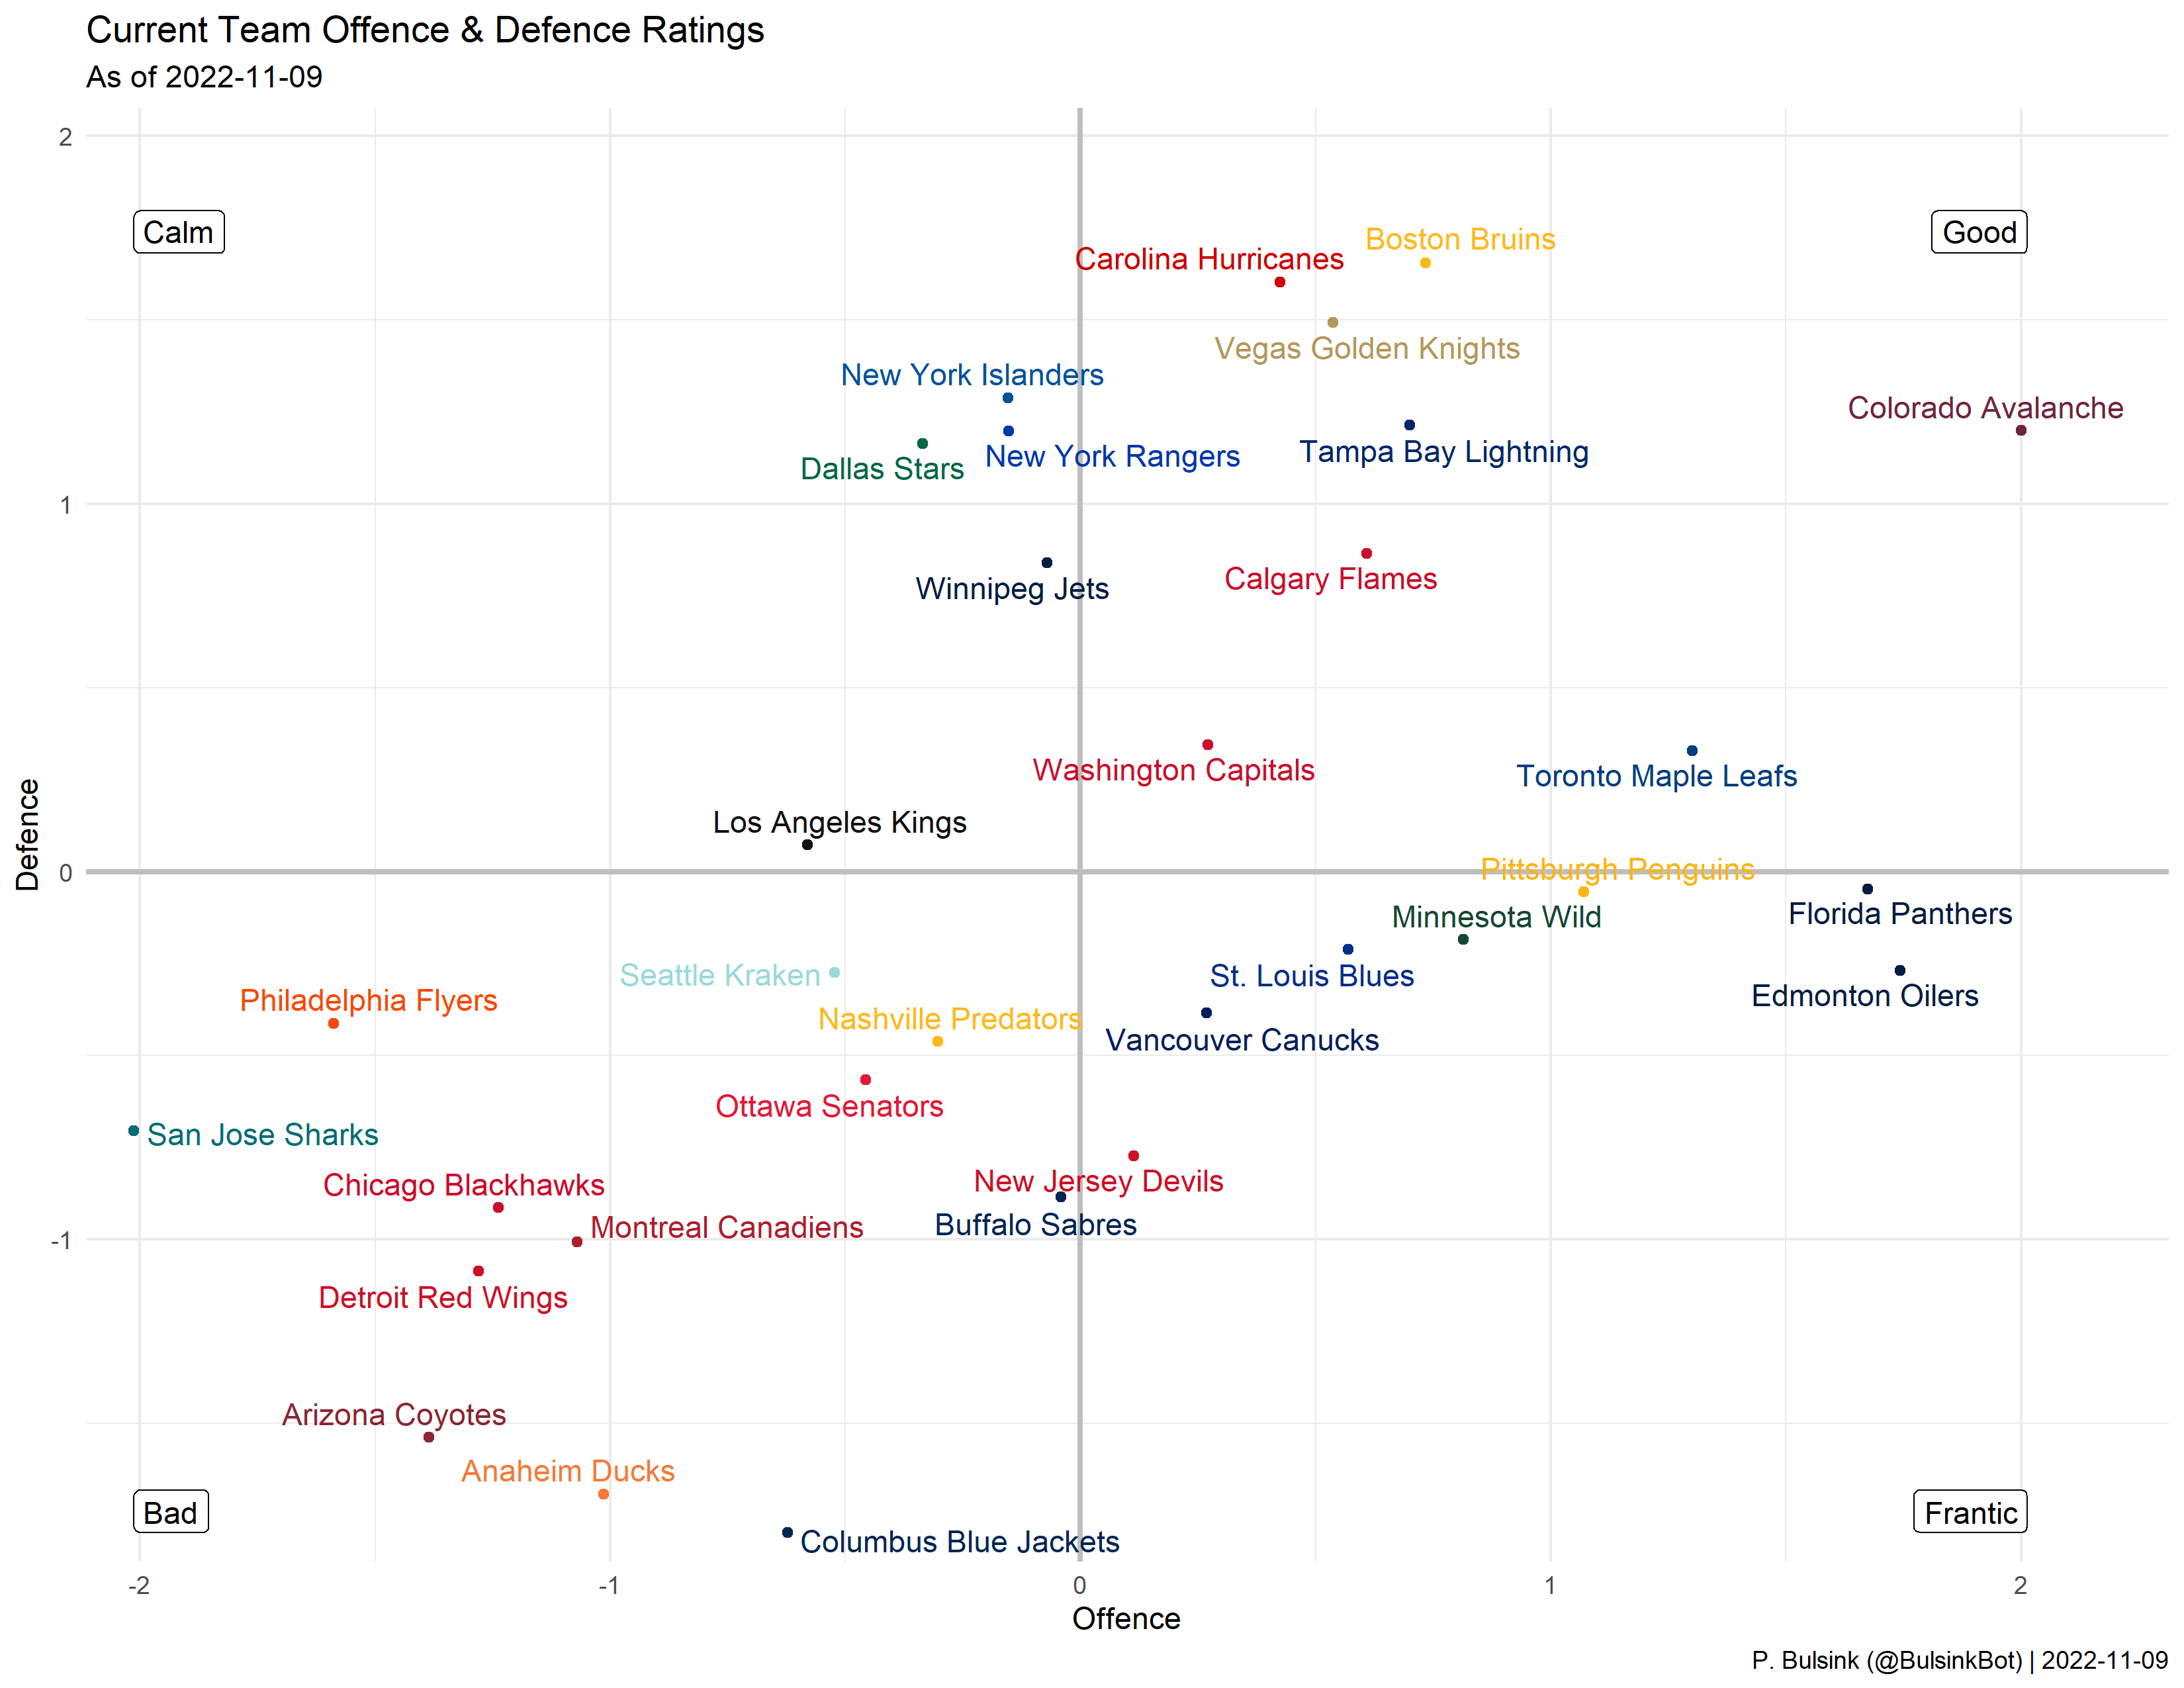 Current Team Offence & Defence Ratings
As of 2022-11-09
2
Calm
Good
Boston Bruins
Carolina Hurricanes
Vegas Golden Knights
New York Islanders
Colorado Avalanche
Tampa Bay Lightning
New York Rangers
Dallas Stars
1
Calgary Flames
Winnipeg Jets
Washington Capitals
Toronto Maple Leafs
Los Angeles Kings
Defence
0
Pittsburgh Penguins
Florida Panthers
Minnesota Wild
Seattle Kraken
St. Louis Blues
Edmonton Oilers
Philadelphia Flyers
Nashville Predators
Vancouver Canucks
Ottawa Senators
San Jose Sharks
New Jersey Devils
Chicago Blackhawks
Buffalo Sabres
Montreal Canadiens
-1
Detroit Red Wings
Arizona Coyotes
Anaheim Ducks
Bad
Frantic
Columbus Blue Jackets
-2
-1
0
1
2
Offence
P. Bulsink (@BulsinkBot) | 2022-11-09